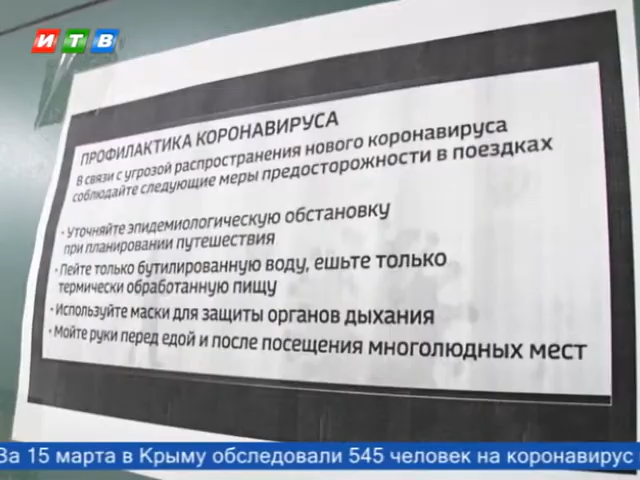 ИТВ
ПРОФИЛАКТИКА КОРОНАВИРУСА
В связи с угрозой распространения нового коронавируса
соблюдайте следующие меры предосторожности в поездках
· Уточняйте эпидемиологическую обстановку
при планировании путешествия
· Пейте только бутилированную воду, ешьте только
термически обработанную пищу
· Используйте маски для защиты органов дыхания
· Мойте руки перед едой и после посещения многолюдных мест
За 15 марта в Крыму обследовали 545 человек на коронавирус